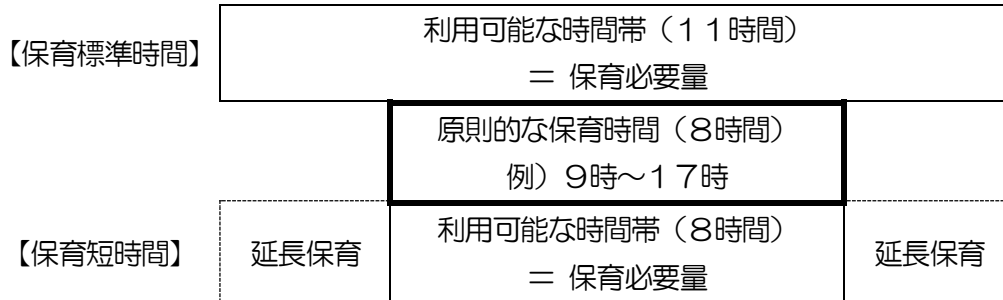 【保育標準時間】
利用可能な時間帯（１１時間）
＝ 保育必要量
原則的な保育時間（８時間）
例）９時～１７時
【保育短時間】
延長保育
利用可能な時間帯（８時間）
＝ 保育必要量
延長保育